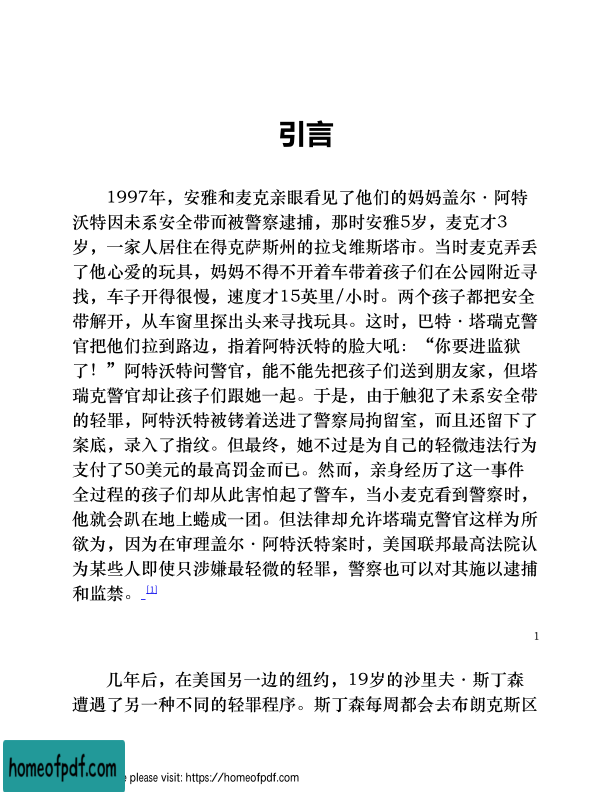 引言
1997年，安雅和麦克亲眼看见了他们的妈妈盖尔·阿特
沃特因未系安全带而被警察逮捕，那时安雅5岁，麦克才3
岁，一家人居住在得克萨斯州的拉戈维斯塔市。当时麦克弄丢
了他心爱的玩具，妈妈不得不开着车带着孩子们在公园附近寻
找，车子开得很慢，速度才15英里/小时。两个孩子都把安全
带解开，从车窗里探出头来寻找玩具。这时，巴特·塔瑞克警
官把他们拉到路边，指着阿特沃特的脸大吼：“你要进监狱
了！”阿特沃特问警官，能不能先把孩子们送到朋友家，但塔
瑞克警官却让孩子们跟她一起。于是，由于触犯了未系安全带
的轻罪，阿特沃特被铐着送进了警察局拘留室，而且还留下了
案底，录入了指纹。但最终，她不过是为自己的轻微违法行为
支付了50美元的最高罚金而已。然而，亲身经历了这一事件
全过程的孩子们却从此害怕起了警车，当小麦克看到警察时，
他就会趴在地上蜷成一团。但法律却允许塔瑞克警官这样为所
欲为，因为在审理盖尔·阿特沃特案时，美国联邦最高法院认
为某些人即使只涉嫌最轻微的轻罪，警察也可以对其施以逮捕
和监禁。 [1]
1
几年后，在美国另一边的纽约，19岁的沙里夫·斯丁森
遭遇了另一种不同的轻罪程序。斯丁森每周都会去布朗克斯区
homeofpdf.com
e please visit: https://homeofpdf.com